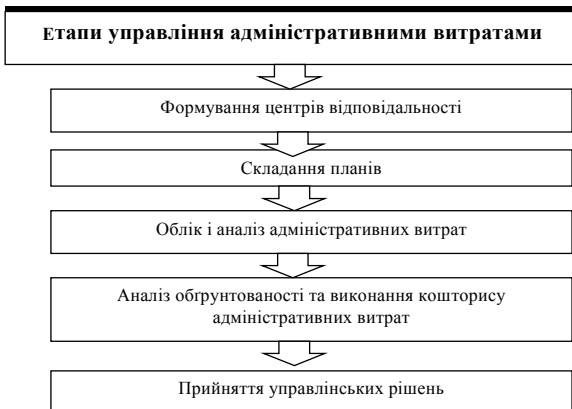 Етапи управління адміністративними витратами
Формування центрів відповідальності
Складання планів
Облік і аналіз адміністративних витрат
Аналіз обґрунтованості та виконання кошторису
адміністративних витрат
Прийняття управлінських рішень